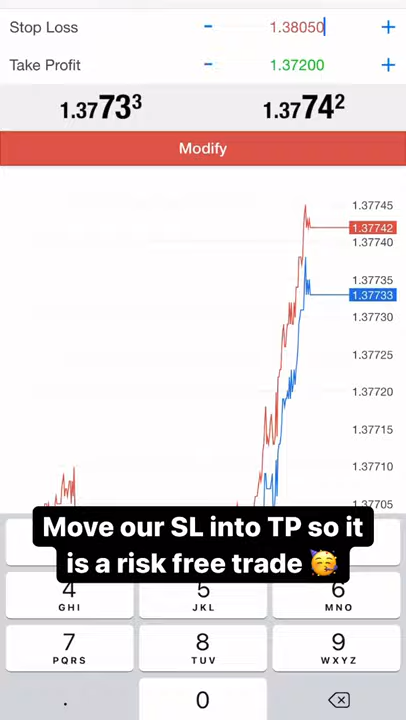 Stop Loss - 1.38050 +
Take Profit - 1.37200 +
1.37733 1.37742
Modify
1.37745
1.37742
1.37740
1.37735
1.37733
1.37730
1.37725
1.37720
1.37715
1.37710
1.37705
Move our SL into TP so it
is a risk free trade 🥳
4 5 6
GHI JKL MNO
7 8 9
PQRS TUV WXYZ
. 0